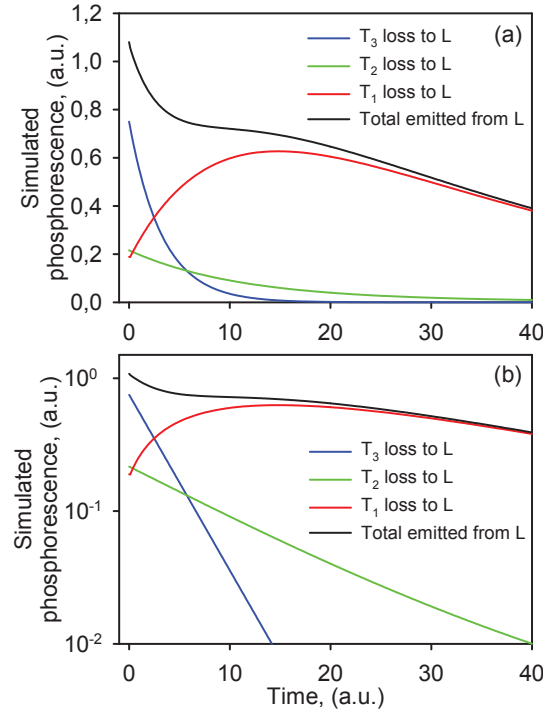 (a)
T₃ loss to L
T₂ loss to L
T₁ loss to L
Total emitted from L
Simulated
phosphorescence, (a.u.)
1,2
1,0
0,8
0,6
0,4
0,2
0,0
0 10 20 30 40
(b)
T₃ loss to L
T₂ loss to L
T₁ loss to L
Total emitted from L
Simulated
phosphorescence, (a.u.)
10⁰
10⁻¹
10⁻²
0 10 20 30 40
Time, (a.u.)